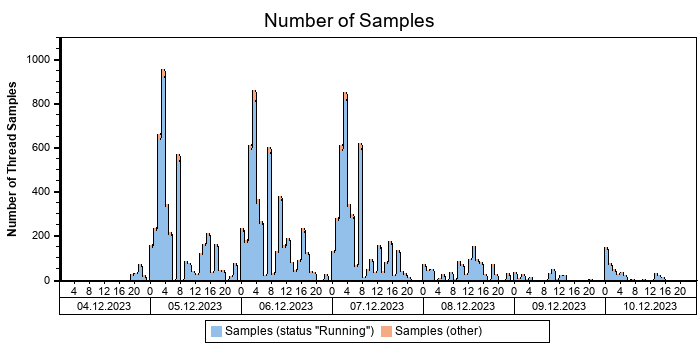 Number of Samples
Number of Thread Samples
1000
800
600
400
200
0
4 8 12 16 20 0 4 8 12 16 20 0 4 8 12 16 20 0 4 8 12 16 20 0 4 8 12 16 20 0 4 8 12 16 20 0 4 8 12 16 20
04.12.2023 05.12.2023 06.12.2023 07.12.2023 08.12.2023 09.12.2023 10.12.2023
Samples (status "Running") Samples (other)